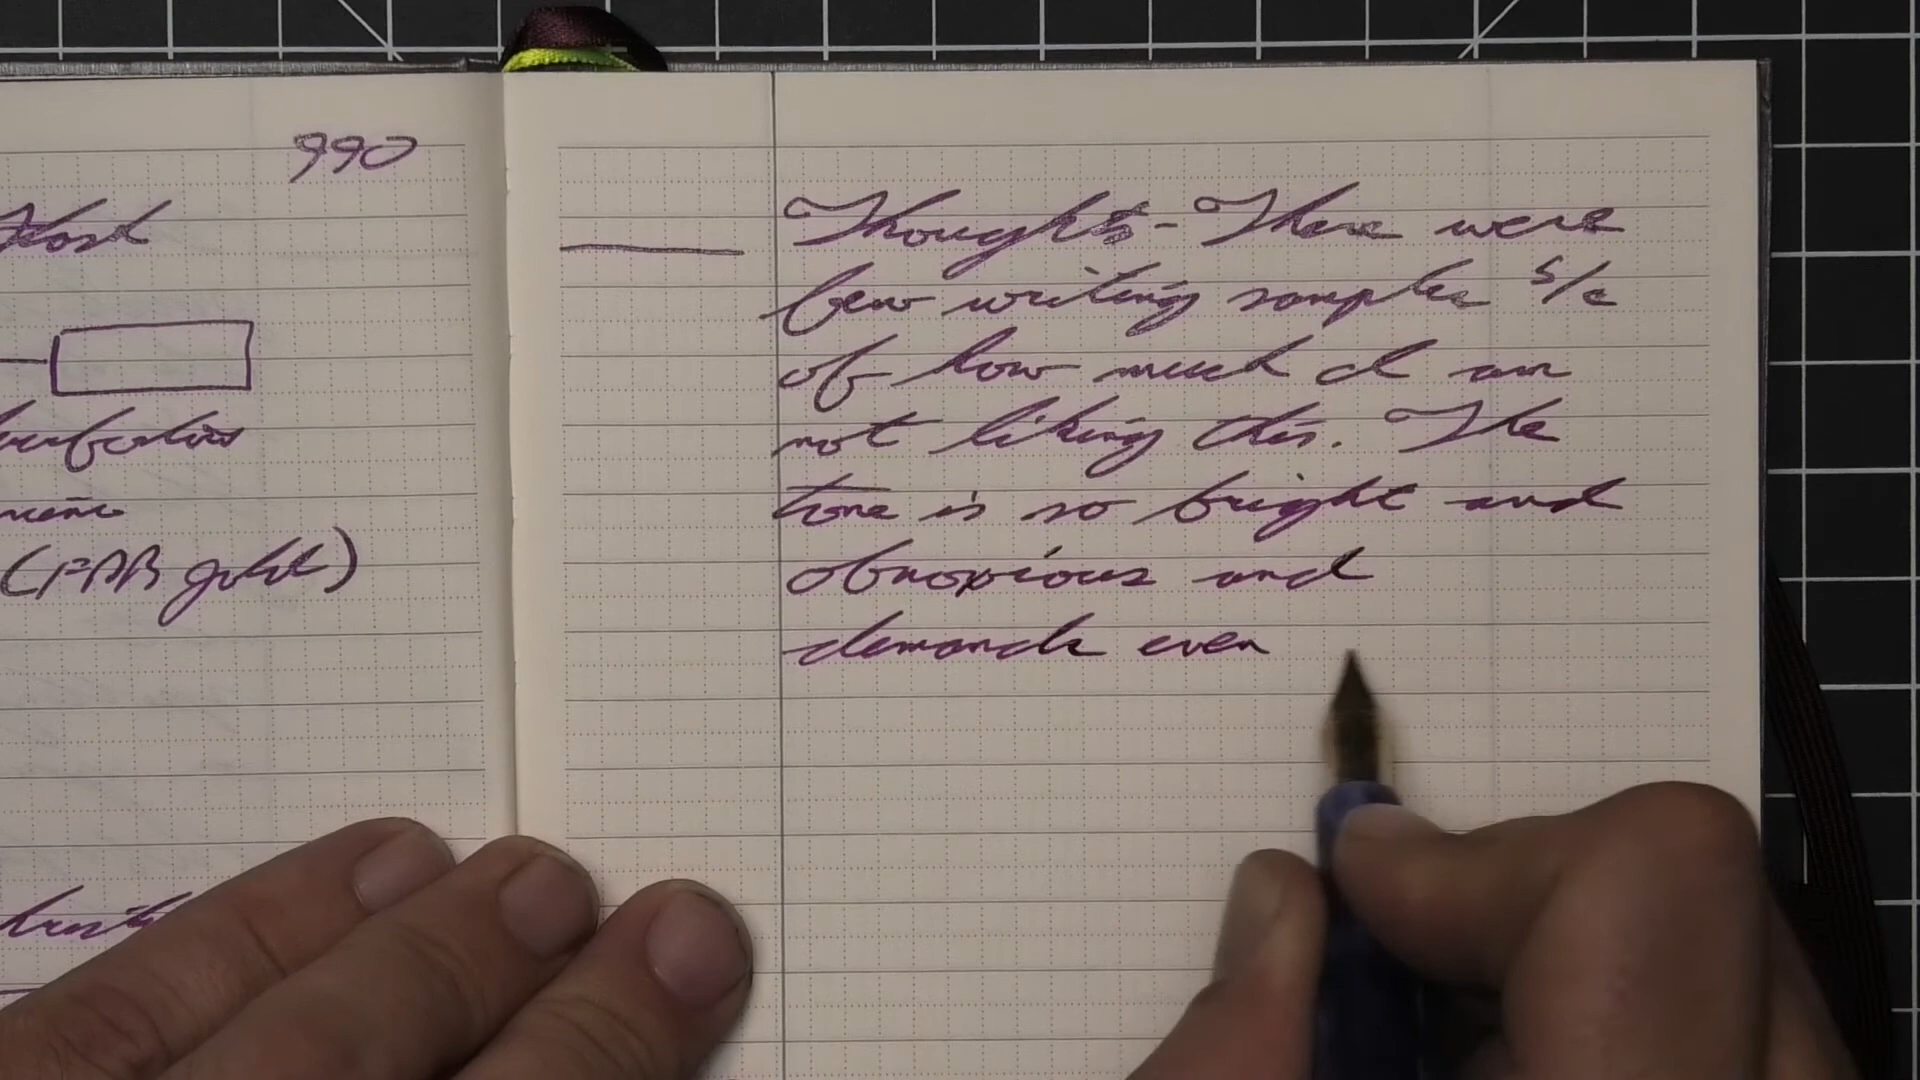 990
(FAB gold)
Thoughts - There were
few writing samples s/c
of how much I am
not liking this. The
tone is so bright and
obnoxious and
demands even